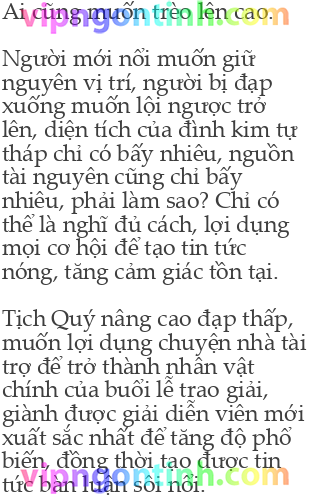 Ai cũng muốn trèo lên cao.
vipngontinh.com
Người mới nổi muốn giữ
nguyên vị trí, người bị đạp
xuống muốn lội ngược trở
lên, diện tích của đình kim tự
tháp chỉ có bấy nhiêu, nguồn
tài nguyên cũng chỉ bấy
nhiêu, phải làm sao? Chỉ có
thể là nghĩ đủ cách, lợi dụng
mọi cơ hội để tạo tin tức
nóng, tăng cảm giác tồn tại.
Tịch Quý nâng cao đạp thấp,
muốn lợi dụng chuyện nhà tài
trợ để trở thành nhân vật
chính của buổi lễ trao giải,
giành được giải diễn viên mới
xuất sắc nhất để tăng độ phổ
biến, đồng thời tạo được tin
vipngontinh.com
tức bàn luận sôi nổi.